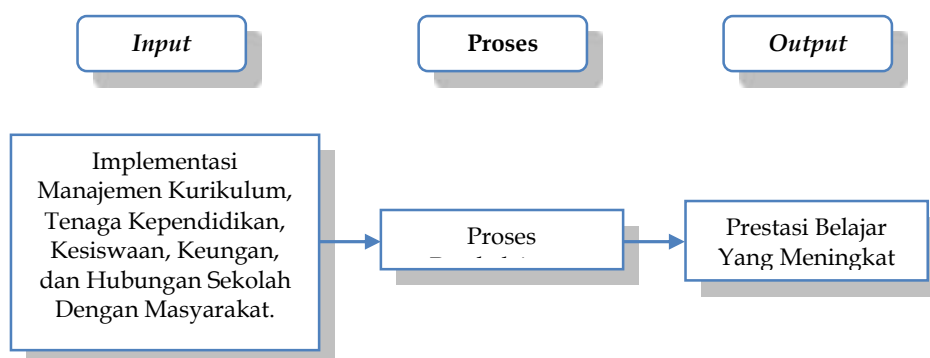 Input
Proses
Output
Implementasi
Manajemen Kurikulum,
Tenaga Kependidikan,
Kesiswaan, Keungan,
dan Hubungan Sekolah
Dengan Masyarakat.
Proses
Prestasi Belajar
Yang Meningkat